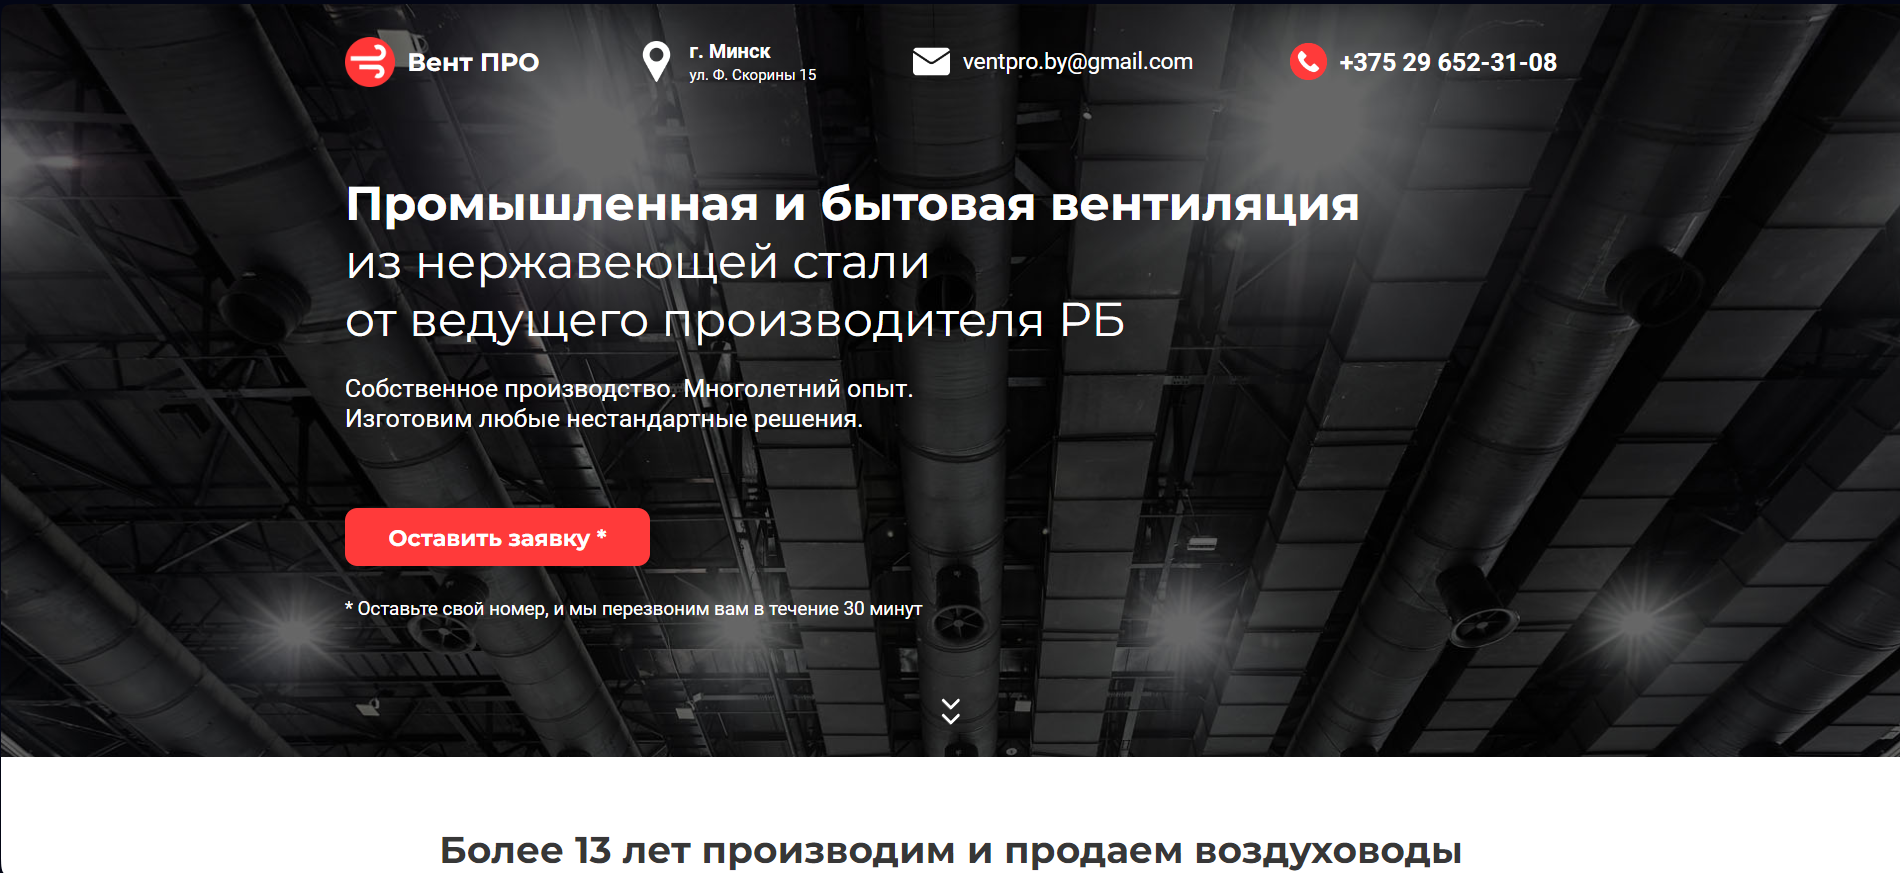 Вент ПРО
г. Минск
ул. Ф. Скорины 15
ventpro.by@gmail.com
+375 29 652-31-08
Промышленная и бытовая вентиляция
из нержавеющей стали
от ведущего производителя РБ
Собственное производство. Многолетний опыт.
Изготовим любые нестандартные решения.
Оставить заявку *
* Оставьте свой номер, и мы перезвоним вам в течение 30 минут
Более 13 лет производим и продаем воздуховоды